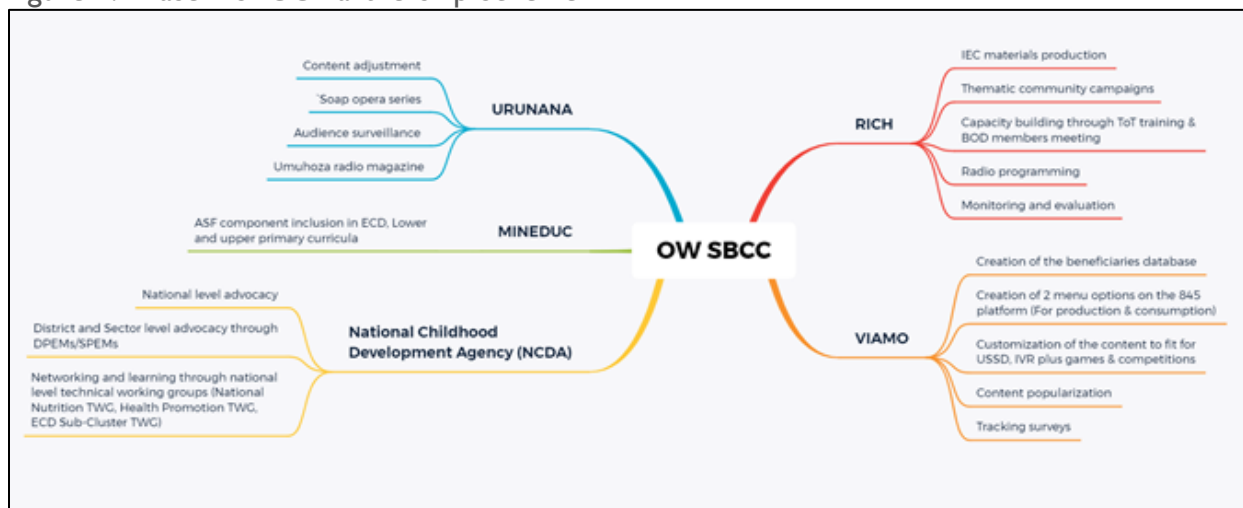 Content adjustment
`Soap opera series
Audience surveillance
Umuhoza radio magazine
URUNANA
ASF component inclusion in ECD, Lower
and upper primary curricula
MINEDUC
National level advocacy
District and Sector level advocacy through
DPEMs/SPEMs
Networking and learning through national
level technical working groups (National
Nutrition TWG, Health Promotion TWG,
ECD Sub-Cluster TWG)
National Childhood
Development Agency (NCDA)
OW SBCC
RICH
IEC materials production
Thematic community campaigns
Capacity building through ToT training &
BOD members meeting
Radio programming
Monitoring and evaluation
VIAMO
Creation of the beneficiaries database
Creation of 2 menu options on the 845
platform (For production & consumption)
Customization of the content to fit for
USSD, IVR plus games & competitions
Content popularization
Tracking surveys